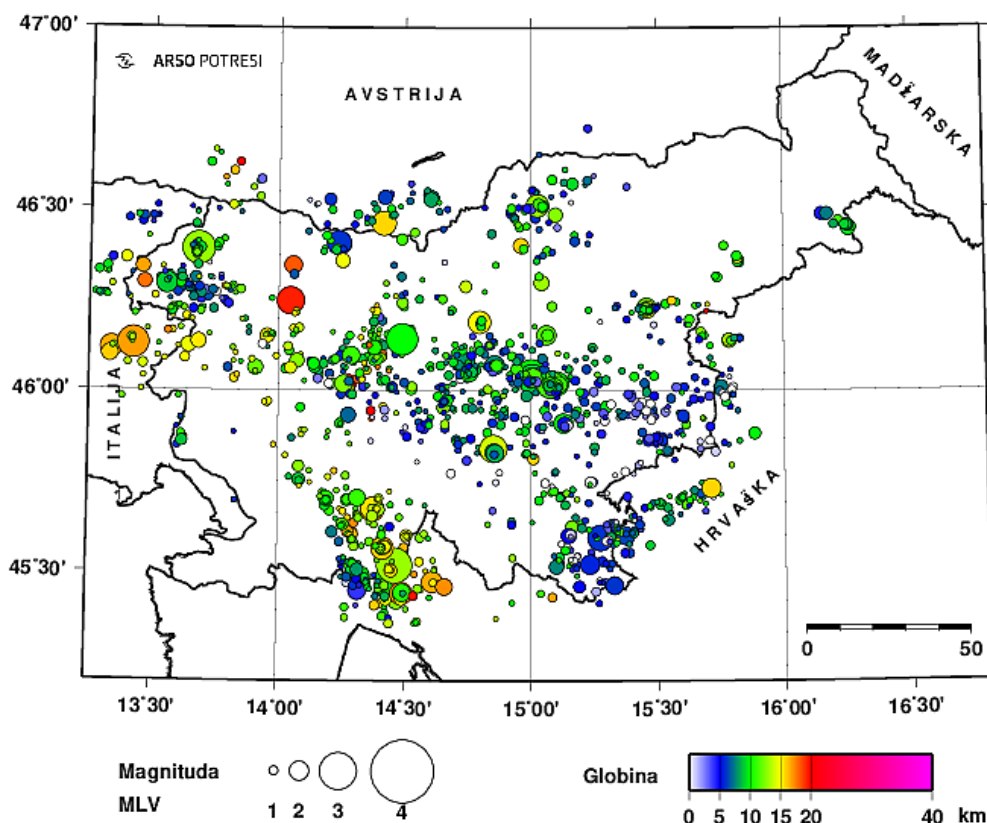 47°00'
46°30'
46°00'
45°30'
ARSO POTRESI
AVSTRIJA
MADŽARSKA
ITALIJA
HRVAŠKA
0 50
13°30' 14°00' 14°30' 15°00' 15°30' 16°00' 16°30'
Magnituda
MLV
1 2 3 4
Globina
0 5 10 15 20 40 km